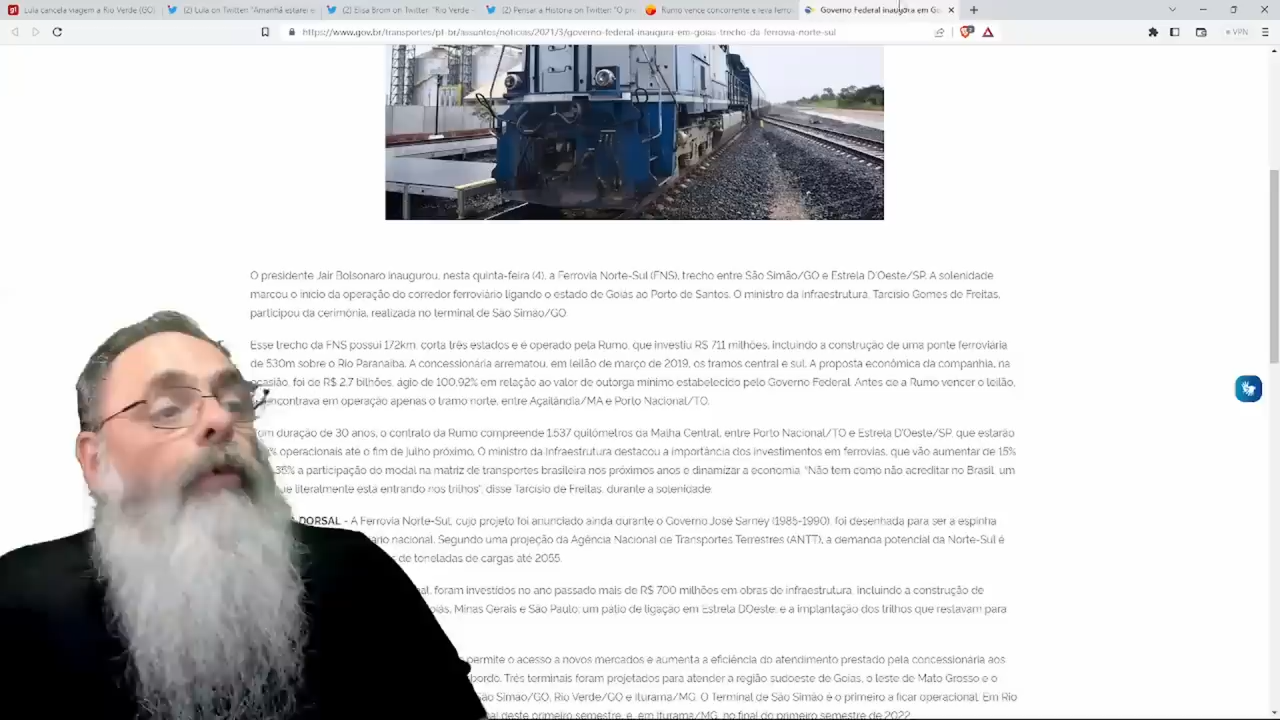 Lula cancela viagem a Rio Verde (GO)
(2) Lula on Twitter: "Amanhã estarei e
(2) Elisa Brom on Twitter: "Rio Verde -
(2) Pensar a História on Twitter: "O pri
Rumo vence concorrência e leva ferro
Governo Federal inaugura em Go
https://www.gov.br/transportes/pt-br/assuntos/noticias/2021/3/governo-federal-inaugura-em-goias-trecho-da-ferrovia-norte-sul
VPN
O presidente Jair Bolsonaro inaugurou, nesta quinta-feira (4), a Ferrovia Norte-Sul (FNS), trecho entre São Simão/GO e Estrela D'Oeste/SP. A solenidade
marcou o início da operação do corredor ferroviário ligando o estado de Goiás ao Porto de Santos. O ministro da Infraestrutura, Tarcísio Gomes de Freitas,
participou da cerimônia, realizada no terminal de São Simão/GO.
Esse trecho da FNS possui 172km, corta três estados e é operado pela Rumo, que investiu R$ 711 milhões, incluindo a construção de uma ponte ferroviária
de 530m sobre o Rio Paranaíba. A concessionária arrematou, em leilão de março de 2019, os tramos central e sul. A proposta econômica da companhia, na
ocasião, foi de R$ 2,7 bilhões, ágio de 100,92% em relação ao valor de outorga mínimo estabelecido pelo Governo Federal. Antes de a Rumo vencer o leilão,
encontrava em operação apenas o tramo norte, entre Açailândia/MA e Porto Nacional/TO.
duração de 30 anos, o contrato da Rumo compreende 1.537 quilômetros da Malha Central, entre Porto Nacional/TO e Estrela D'Oeste/SP, que estarão
operacionais até o fim de julho próximo. O ministro da Infraestrutura destacou a importância dos investimentos em ferrovias, que vão aumentar de 15%
35% a participação do modal na matriz de transportes brasileira nos próximos anos e dinamizar a economia. "Não tem como não acreditar no Brasil, um
que literalmente está entrando nos trilhos", disse Tarcísio de Freitas, durante a solenidade.
DORSAL - A Ferrovia Norte-Sul, cujo projeto foi anunciado ainda durante o Governo José Sarney (1985-1990), foi desenhada para ser a espinha
nacional. Segundo uma projeção da Agência Nacional de Transportes Terrestres (ANTT), a demanda potencial da Norte-Sul é
de toneladas de cargas até 2055.
foram investidos no ano passado mais de R$ 700 milhões em obras de infraestrutura, incluindo a construção de
Minas Gerais e São Paulo; um pátio de ligação em Estrela DOeste; e a implantação dos trilhos que restavam para
permite o acesso a novos mercados e aumenta a eficiência do atendimento prestado pela concessionária aos
Três terminais foram projetados para atender a região sudoeste de Goiás, o leste de Mato Grosso e o
São Simão/GO, Rio Verde/GO e Iturama/MG. O Terminal de São Simão é o primeiro a ficar operacional. Em Rio
deste primeiro semestre, e, em Iturama/MG, no final do primeiro semestre de 2022.